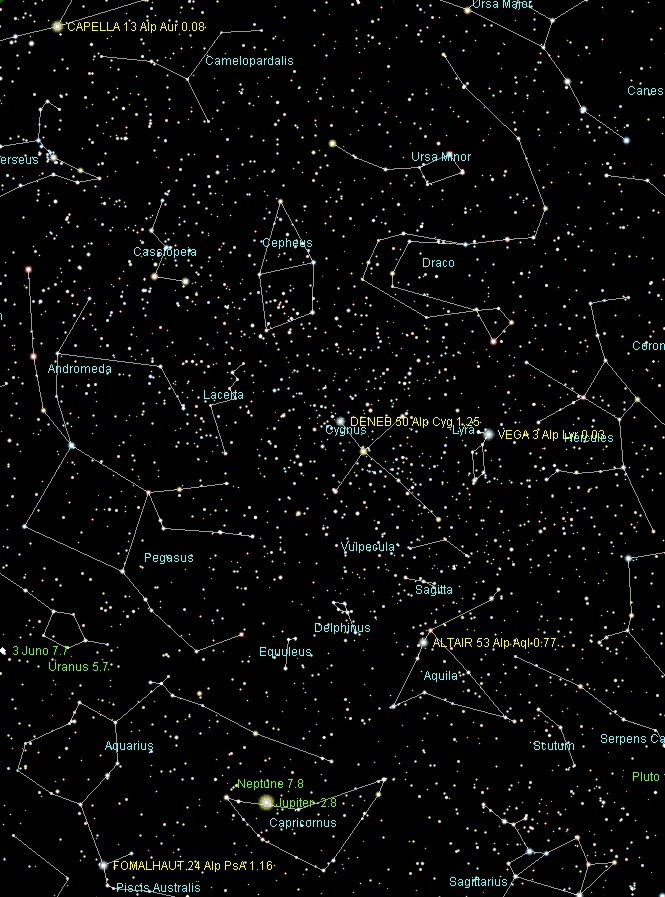 Ursa Major
CAPELLA 13 Alp Aur 0.08
Camelopardalis
Canes
erseus
Ursa Minor
Cepheus
Cassiopeia
Draco
Coron
Andromeda
Lacerta
DENEB 50 Alp Cyg 1.25
Cygnus
Lyra
VEGA 3 Alp Lyr 0.03
Hercules
Vulpecula
Pegasus
Sagitta
Delphinus
ALTAIR 53 Alp Aql 0.77
3 Juno 7.7
Equuleus
Uranus 5.7
Aquila
Serpens Ca
Aquarius
Scutum
Pluto
Neptune 7.8
Jupiter -2.8
Capricornus
FOMALHAUT 24 Alp PsA 1.16
Sagittarius
Piscis Australis